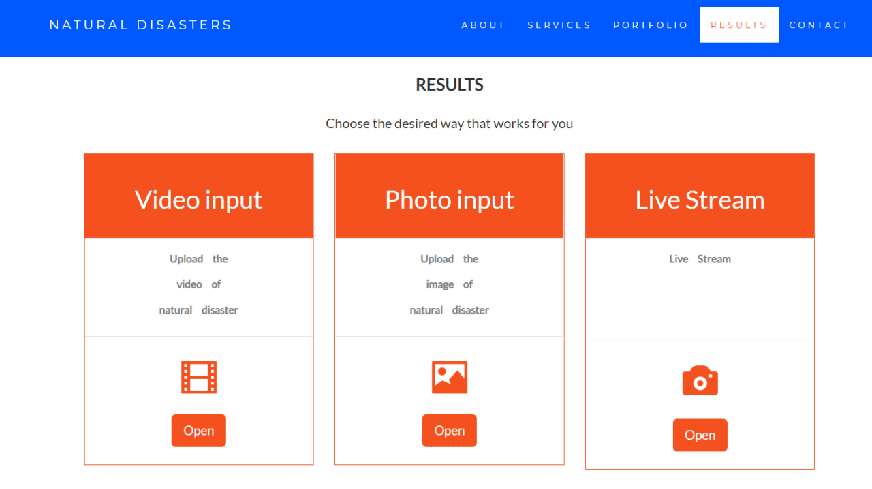 NATURAL DISASTERS
ABOUT SERVICES PORTFOLIO RESULTS CONTACT
RESULTS
Choose the desired way that works for you
Video input
Upload the
video of
natural disaster
Open
Photo input
Upload the
image of
natural disaster
Open
Live Stream
Live Stream
Open